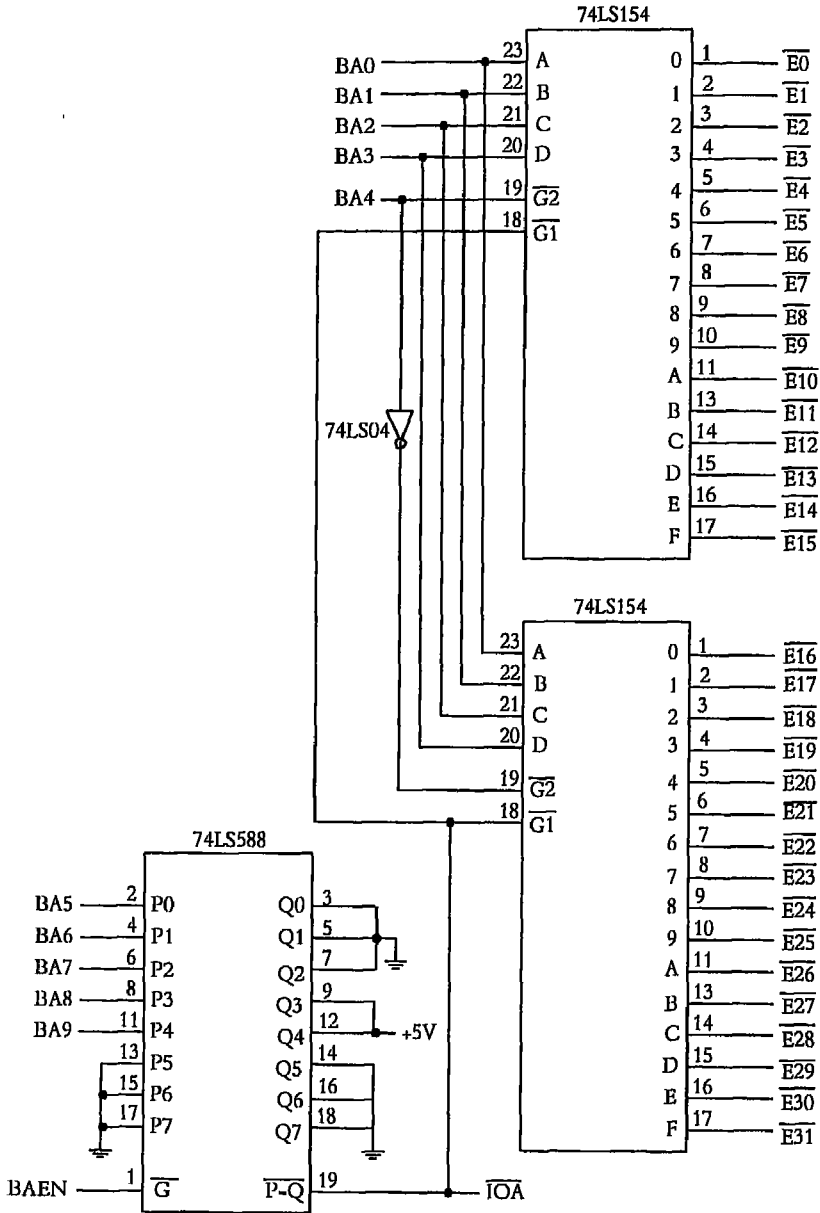 74LS154
BA0 23 A 0 1 E0
BA1 22 B 1 2 E1
BA2 21 C 2 3 E2
BA3 20 D 3 4 E3
BA4 19 G2 4 5 E4
18 G1 5 6 E5
6 7 E6
7 8 E7
8 9 E8
9 10 E9
A 11 E10
74LS04 B 13 E11
C 14 E12
D 15 E13
E 16 E14
F 17 E15
74LS154
23 A 0 1 E16
22 B 1 2 E17
21 C 2 3 E18
20 D 3 4 E19
19 G2 4 5 E20
18 G1 5 6 E21
6 7 E22
7 8 E23
8 9 E24
9 10 E25
A 11 E26
B 13 E27
C 14 E28
D 15 E29
E 16 E30
F 17 E31
74LS588
BA5 2 P0 Q0 3
BA6 4 P1 Q1 5
BA7 6 P2 Q2 7
BA8 8 P3 Q3 9
BA9 11 P4 Q4 12 +5V
13 P5 Q5 14
15 P6 Q6 16
17 P7 Q7 18
BAEN 1 G P-Q 19 IOA